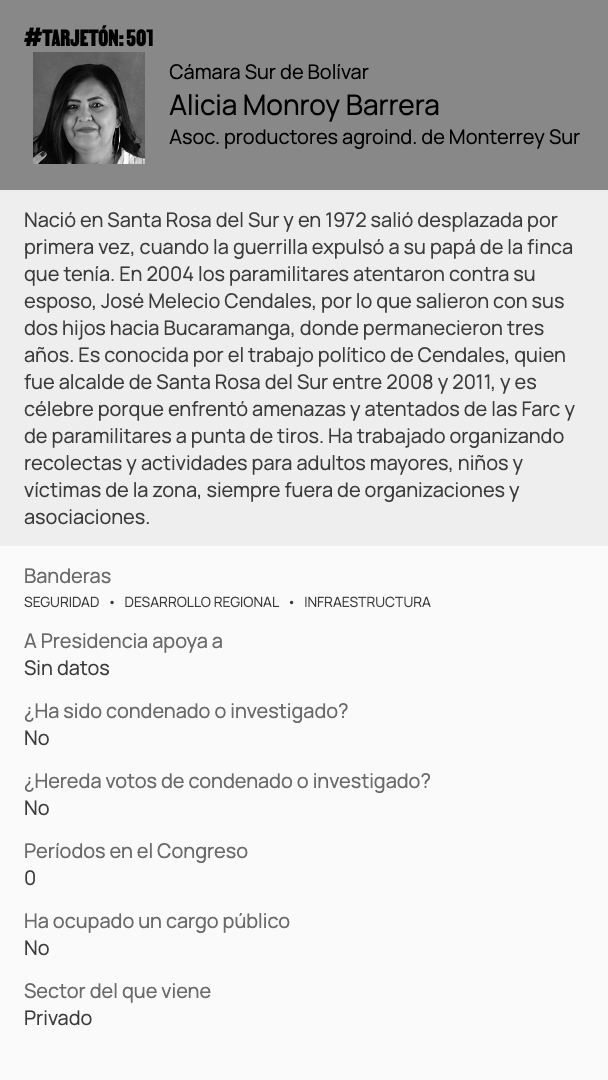 #TARJETÓN: 501
Cámara Sur de Bolívar
Alicia Monroy Barrera
Asoc. productores agroind. de Monterrey Sur
Nació en Santa Rosa del Sur y en 1972 salió desplazada por
primera vez, cuando la guerrilla expulsó a su papá de la finca
que tenía. En 2004 los paramilitares atentaron contra su
esposo, José Melecio Cendales, por lo que salieron con sus
dos hijos hacia Bucaramanga, donde permanecieron tres
años. Es conocida por el trabajo político de Cendales, quien
fue alcalde de Santa Rosa del Sur entre 2008 y 2011, y es
célebre porque enfrentó amenazas y atentados de las Farc y
de paramilitares a punta de tiros. Ha trabajado organizando
recolectas y actividades para adultos mayores, niños y
víctimas de la zona, siempre fuera de organizaciones y
asociaciones.
Banderas
SEGURIDAD • DESARROLLO REGIONAL • INFRAESTRUCTURA
A Presidencia apoya a
Sin datos
¿Ha sido condenado o investigado?
No
¿Hereda votos de condenado o investigado?
No
Períodos en el Congreso
0
Ha ocupado un cargo público
No
Sector del que viene
Privado